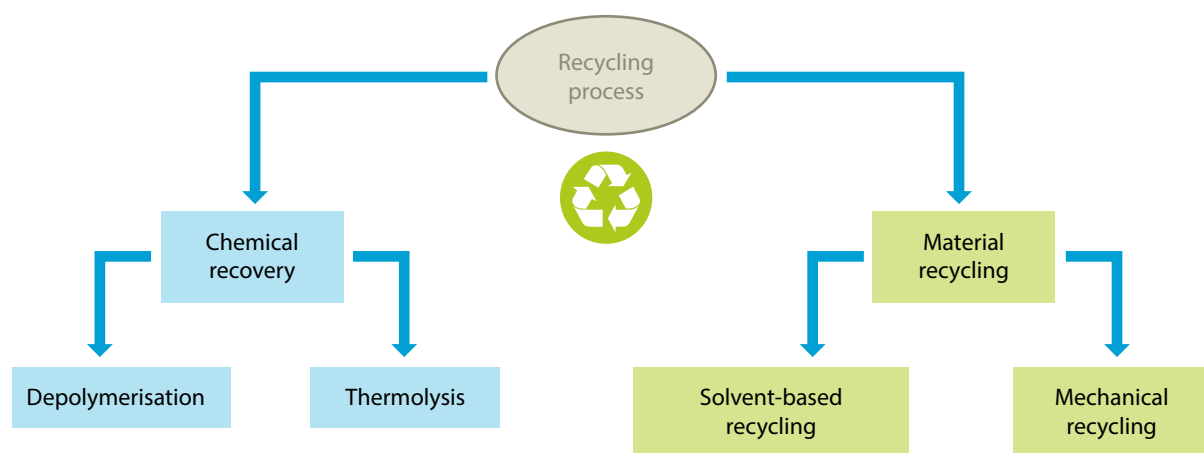 Recycling
process
Chemical
recovery
Material
recycling
Depolymerisation
Thermolysis
Solvent-based
recycling
Mechanical
recycling